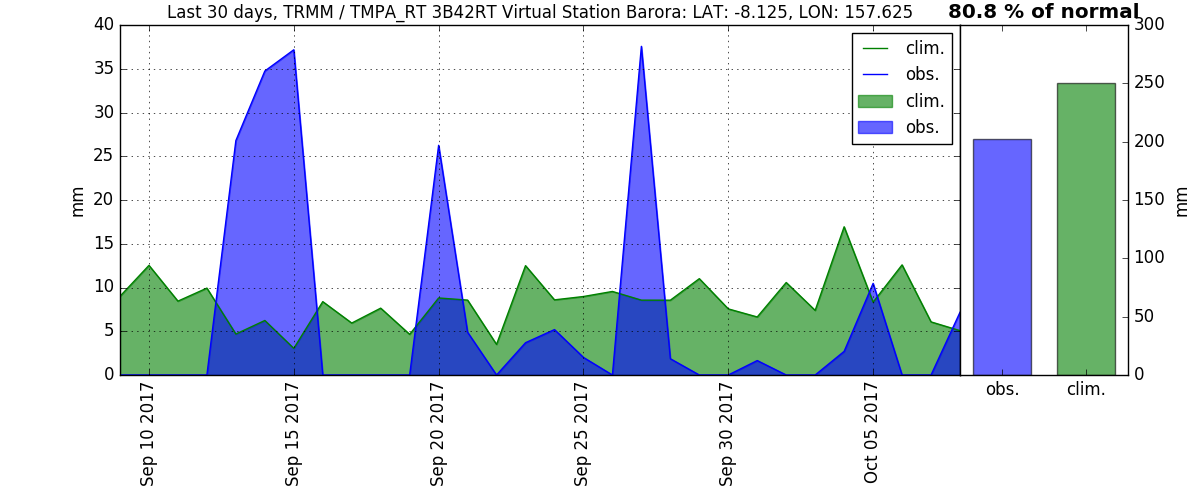 Last 30 days, TRMM / TMPA_RT 3B42RT Virtual Station Barora: LAT: -8.125, LON: 157.625
80.8 % of normal
40
35
30
25
20
15
10
5
0
mm
clim.
obs.
clim.
obs.
300
250
200
150
100
50
0
mm
Sep 10 2017
Sep 15 2017
Sep 20 2017
Sep 25 2017
Sep 30 2017
Oct 05 2017
obs.
clim.